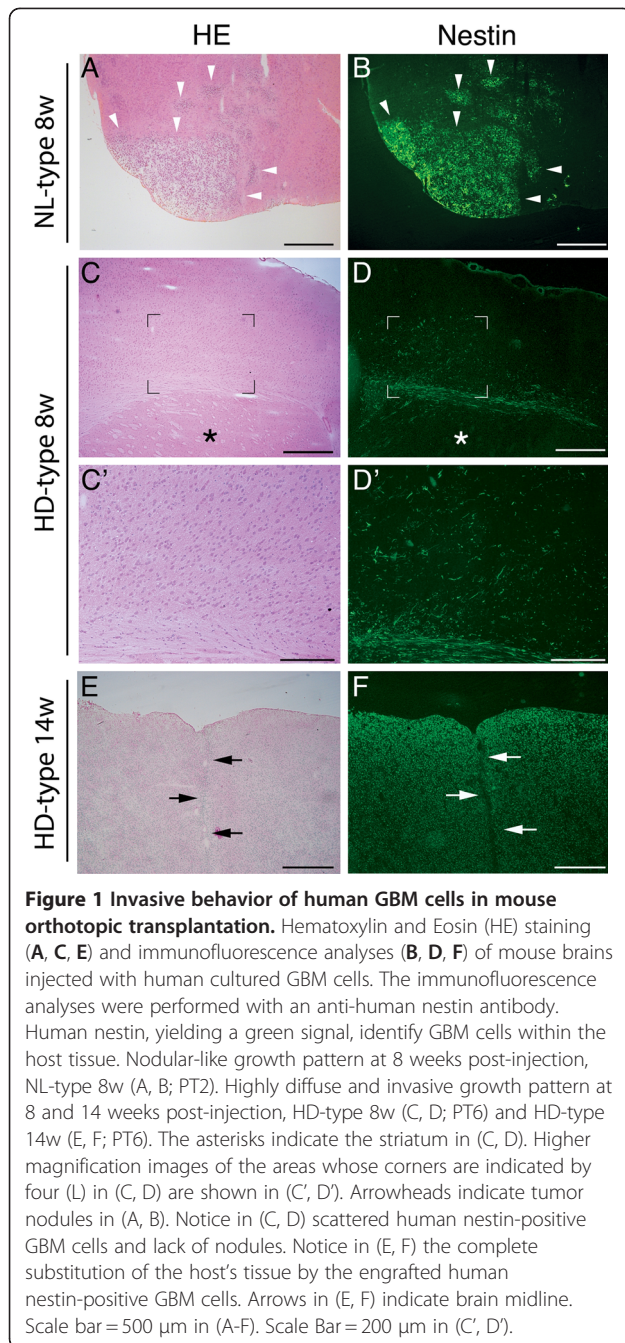 HE
Nestin
NL-type 8w
A
B
HD-type 8w
C
D
*
*
C'
D'
HD-type 14w
E
F
Figure 1 Invasive behavior of human GBM cells in mouse
orthotopic transplantation. Hematoxylin and Eosin (HE) staining
(A, C, E) and immunofluorescence analyses (B, D, F) of mouse brains
injected with human cultured GBM cells. The immunofluorescence
analyses were performed with an anti-human nestin antibody.
Human nestin, yielding a green signal, identify GBM cells within the
host tissue. Nodular-like growth pattern at 8 weeks post-injection,
NL-type 8w (A, B; PT2). Highly diffuse and invasive growth pattern at
8 and 14 weeks post-injection, HD-type 8w (C, D; PT6) and HD-type
14w (E, F; PT6). The asterisks indicate the striatum in (C, D). Higher
magnification images of the areas whose corners are indicated by
four (L) in (C, D) are shown in (C', D'). Arrowheads indicate tumor
nodules in (A, B). Notice in (C, D) scattered human nestin-positive
GBM cells and lack of nodules. Notice in (E, F) the complete
substitution of the host's tissue by the engrafted human
nestin-positive GBM cells. Arrows in (E, F) indicate brain midline.
Scale bar = 500 µm in (A-F). Scale Bar = 200 µm in (C', D').